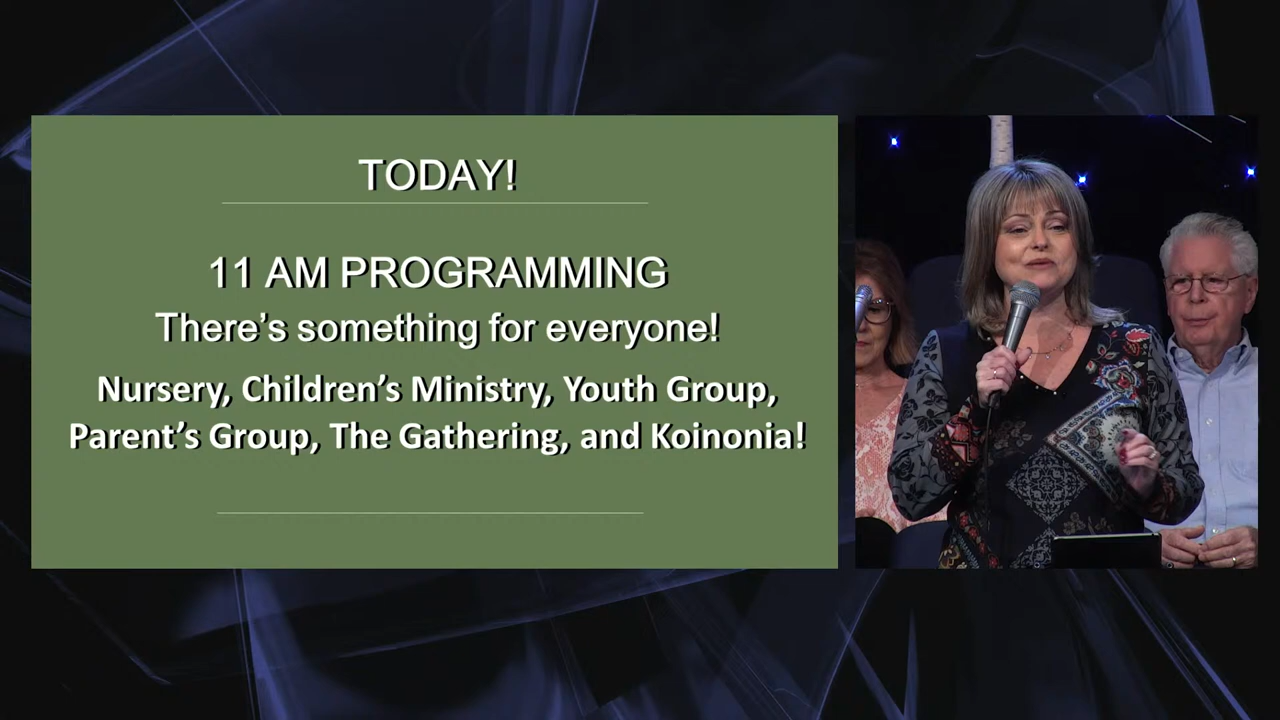 TODAY!
11 AM PROGRAMMING
There’s something for everyone!
Nursery, Children’s Ministry, Youth Group,
Parent’s Group, The Gathering, and Koinonia!